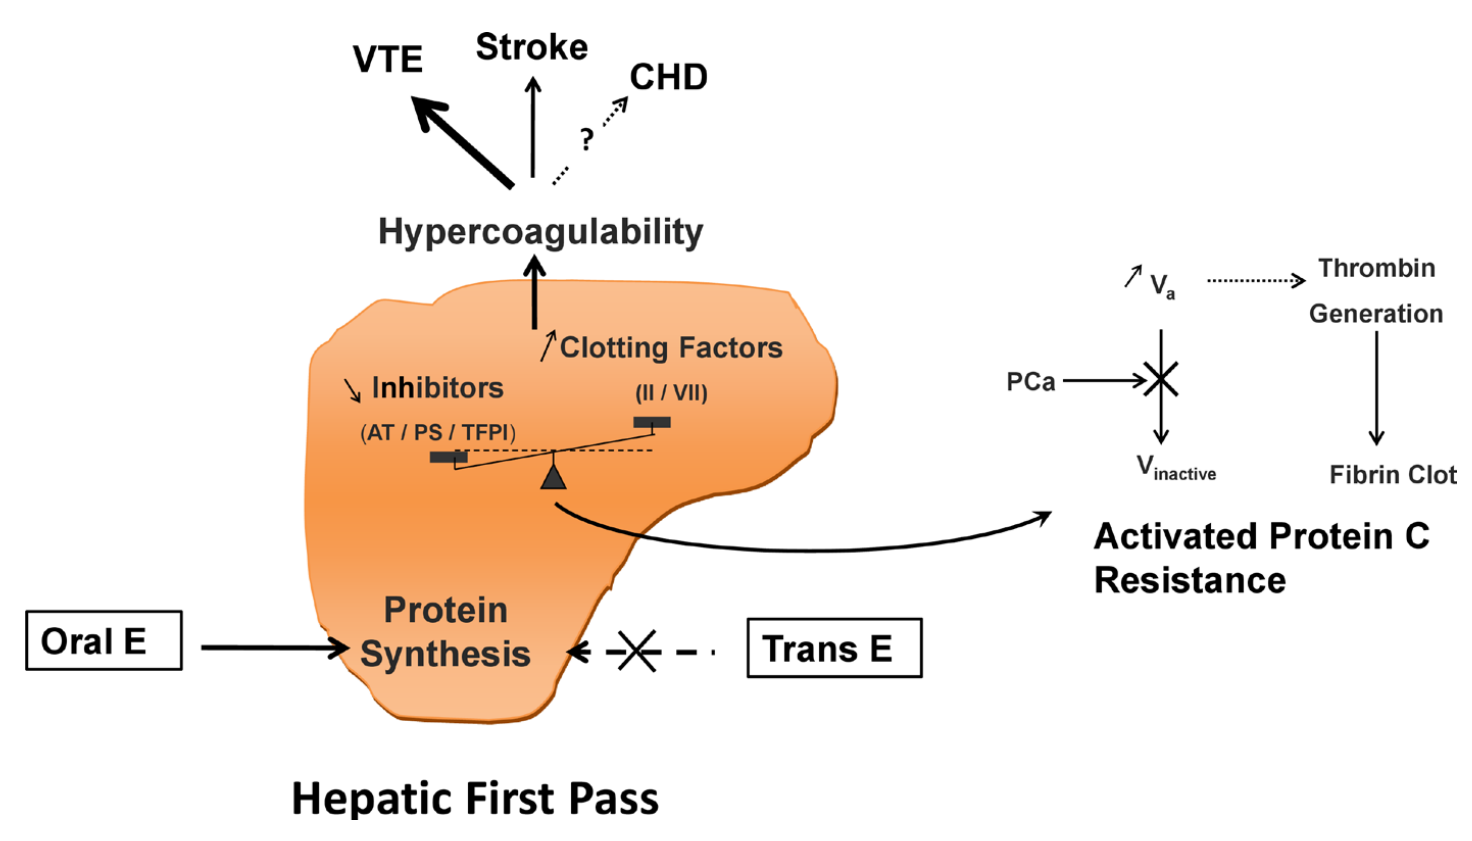 VTE
Stroke
CHD
?
Hypercoagulability
Clotting Factors
(II / VII)
Inhibitors
(AT / PS / TFPI)
Protein
Synthesis
Oral E
Trans E
Hepatic First Pass
Va
Thrombin
Generation
PCa
Vinactive
Fibrin Clot
Activated Protein C
Resistance